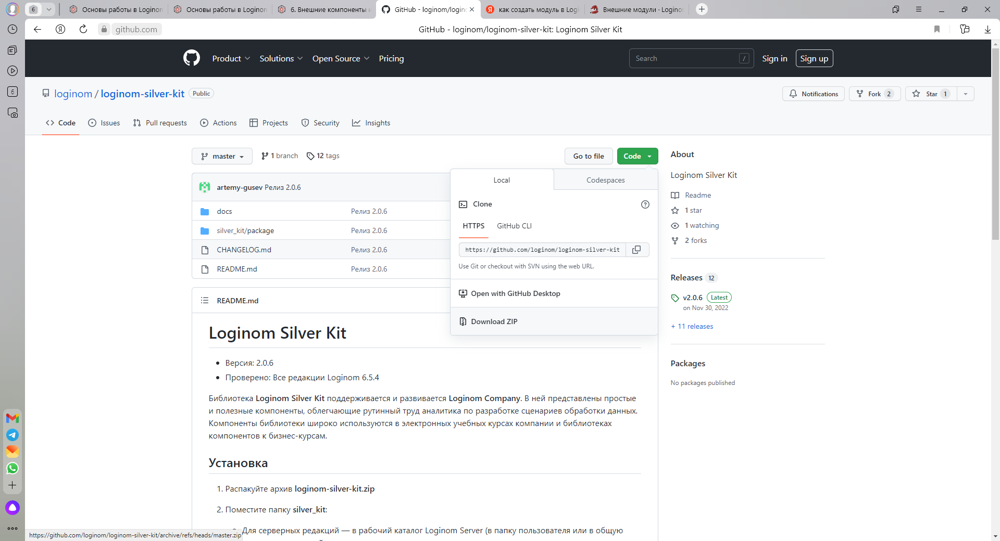 6
Основы работы в Loginom
Основы работы в Loginom
6. Внешние компоненты и
GitHub - loginom/login
как создать модуль в Logi
Внешние модули · Loginom
github.com
GitHub - loginom/loginom-silver-kit: Loginom Silver Kit
6
Product
Solutions
Open Source
Pricing
Search
/
Sign in
Sign up
loginom / loginom-silver-kit
Public
Notifications
Fork 2
Star 1
Code
Issues
Pull requests
Actions
Projects
Security
Insights
master
1 branch
12 tags
Go to file
Code
Local
Codespaces
Clone
HTTPS
GitHub CLI
https://github.com/loginom/loginom-silver-kit
Use Git or checkout with SVN using the web URL.
Open with GitHub Desktop
Download ZIP
artemy-gusev Релиз 2.0.6
docs
Релиз 2.0.6
silver_kit/package
Релиз 2.0.6
CHANGELOG.md
Релиз 2.0.6
README.md
Релиз 2.0.6
README.md
Loginom Silver Kit
Версия: 2.0.6
Проверено: Все редакции Loginom 6.5.4
Библиотека Loginom Silver Kit поддерживается и развивается Loginom Company. В ней представлены простые
и полезные компоненты, облегчающие рутинный труд аналитика по разработке сценариев обработки данных.
Компоненты библиотеки широко используются в электронных учебных курсах компании и библиотеках
компонентов к бизнес-курсам.
Установка
1. Распакуйте архив loginom-silver-kit.zip
2. Поместите папку silver_kit:
Для серверных редакций — в рабочий каталог Loginom Server (в папку пользователя или в общую
About
Loginom Silver Kit
Readme
1 star
1 watching
2 forks
Releases 12
v2.0.6 Latest
on Nov 30, 2022
+ 11 releases
Packages
No packages published
https://github.com/loginom/loginom-silver-kit/archive/refs/heads/master.zip